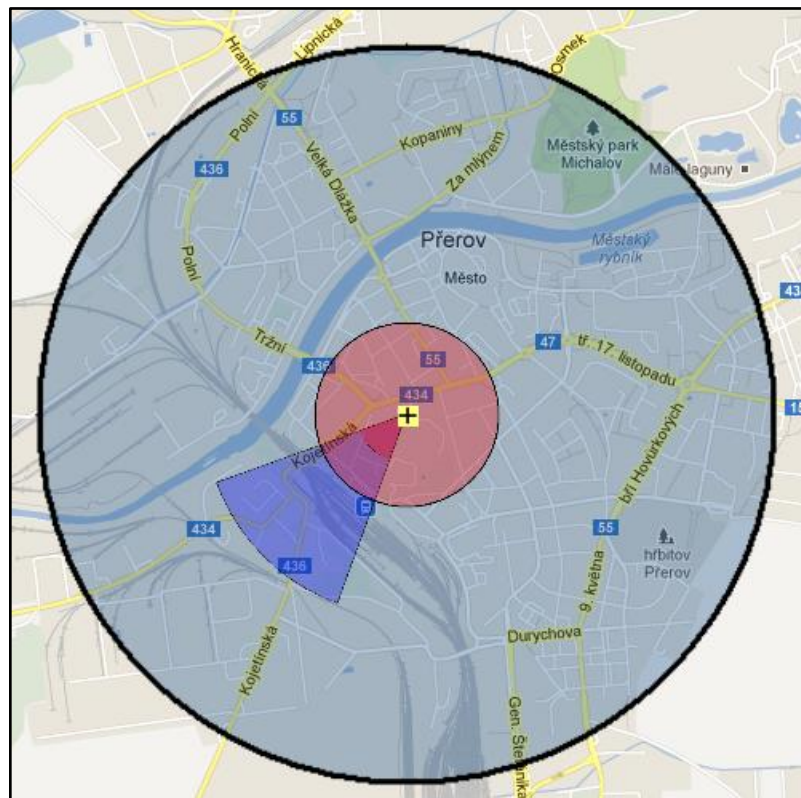 Lipnická
Hranická
Osmek
55
Polní
Kopaniny
Městský park
Michalov
Velká Dlážka
Za mlýnem
Malé laguny
436
Přerov
Městský
rybník
Polní
Město
434
Tržní
47
tř. 17. listopadu
55
436
434
15
Kojetínská
bří Hovůrkových
434
55
hřbitov
Přerov
436
9. května
Durychova
Kojetínská
Gen. Štefánika